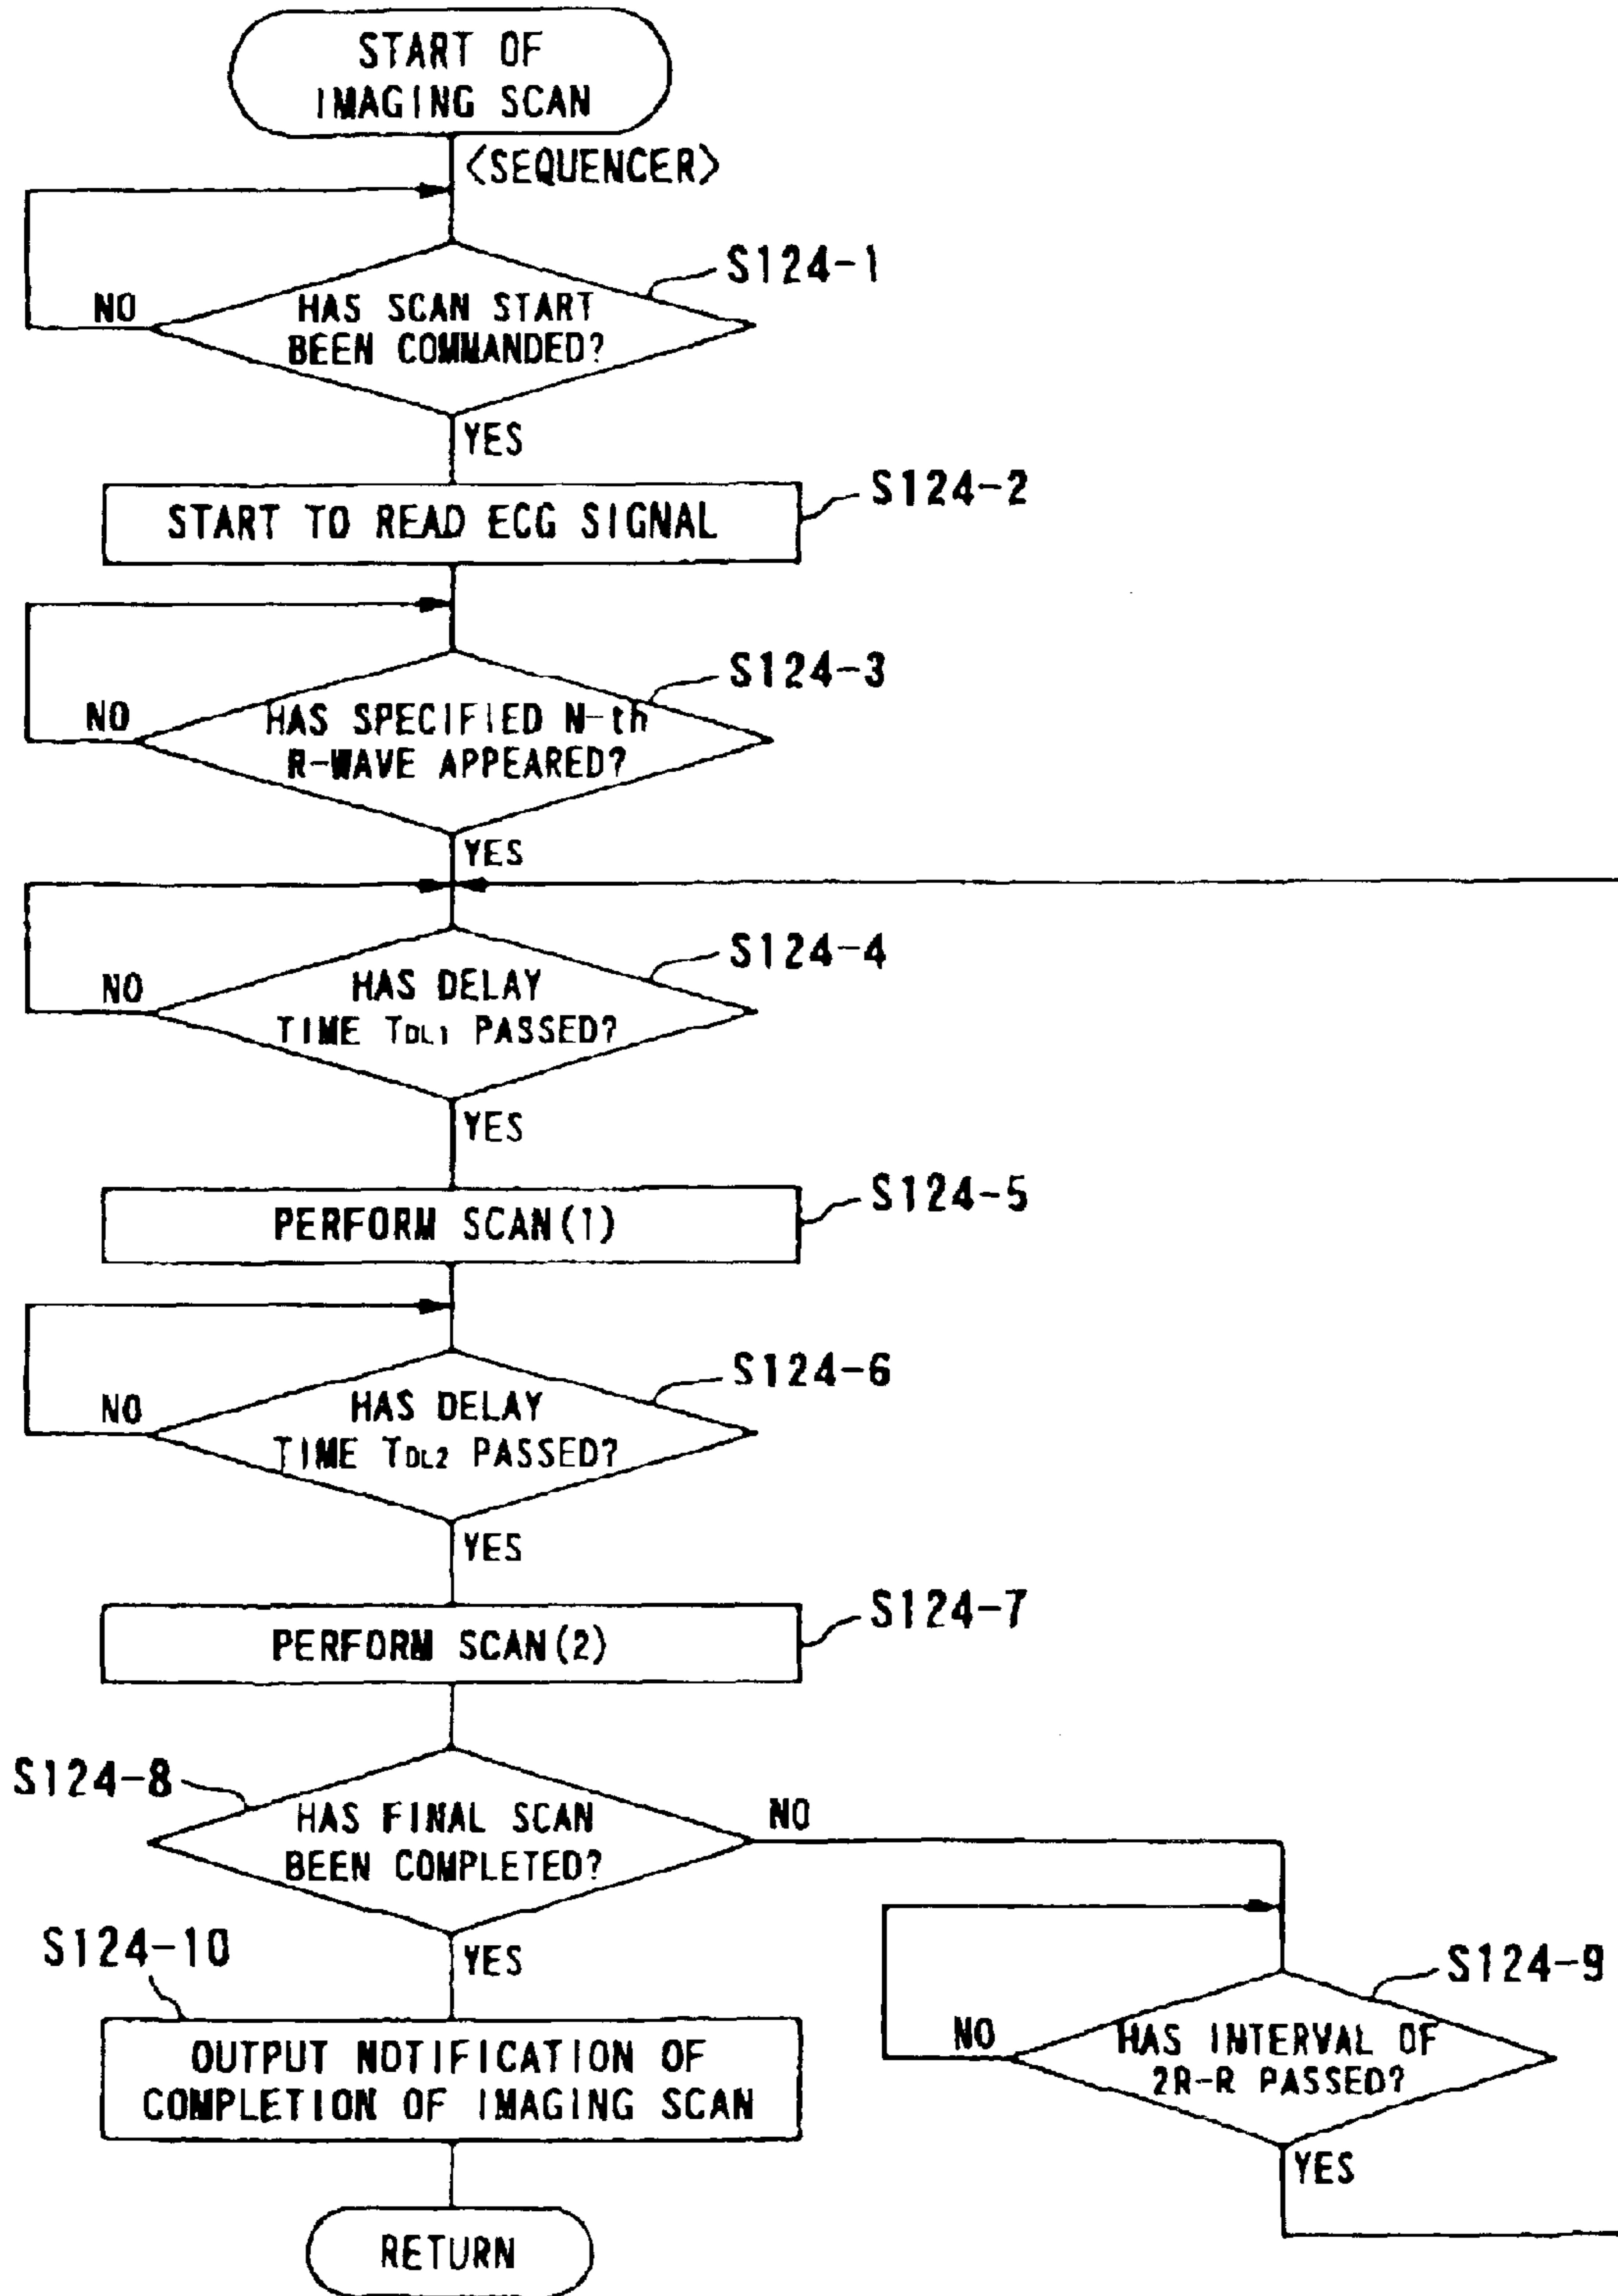 START OF
IMAGING SCAN
<SEQUENCER>
S124-1
NO
HAS SCAN START
BEEN COMMANDED?
YES
S124-2
START TO READ ECG SIGNAL
S124-3
NO
HAS SPECIFIED N-th
R-WAVE APPEARED?
YES
S124-4
NO
HAS DELAY
TIME TDL1 PASSED?
YES
S124-5
PERFORM SCAN(1)
S124-6
NO
HAS DELAY
TIME TDL2 PASSED?
YES
S124-7
PERFORM SCAN(2)
S124-8
HAS FINAL SCAN
BEEN COMPLETED?
NO
YES
S124-10
OUTPUT NOTIFICATION OF
COMPLETION OF IMAGING SCAN
S124-9
NO
HAS INTERVAL OF
2R-R PASSED?
YES
RETURN